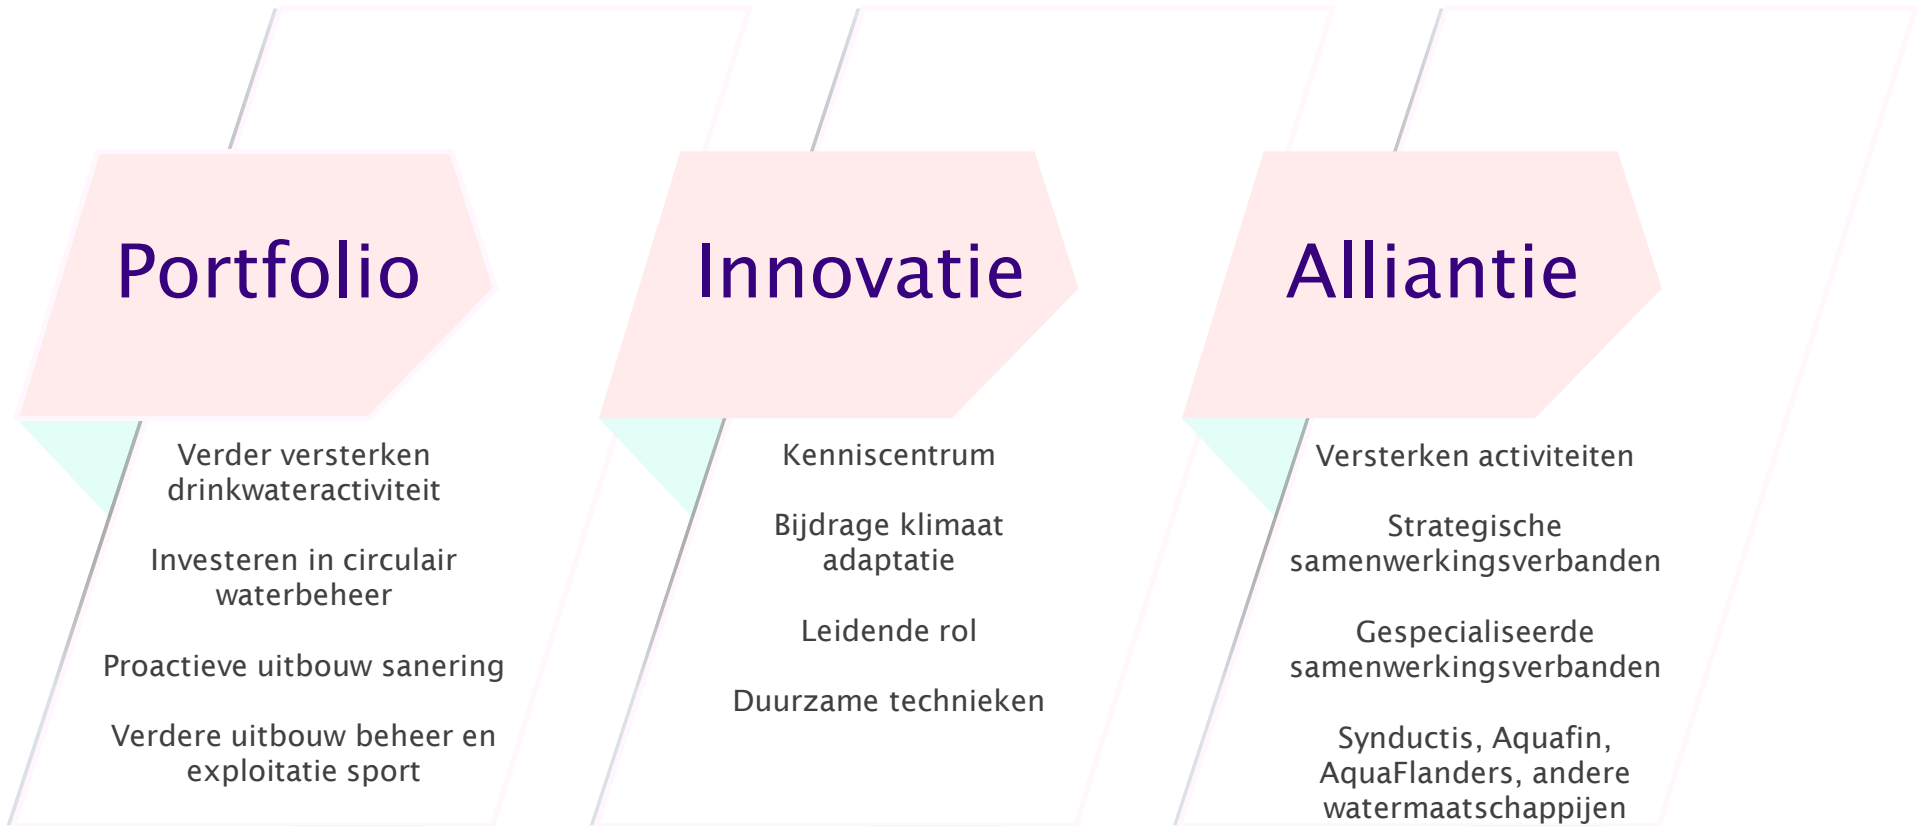 Portfolio
Verder versterken
drinkwateractiviteit
Investeren in circulair
waterbeheer
Proactieve uitbouw sanering
Verdere uitbouw beheer en
exploitatie sport
Innovatie
Kenniscentrum
Bijdrage klimaat
adaptatie
Leidende rol
Duurzame technieken
Alliantie
Versterken activiteiten
Strategische
samenwerkingsverbanden
Gespecialiseerde
samenwerkingsverbanden
Synductis, Aquafin,
AquaFlanders, andere
watermaatschappijen